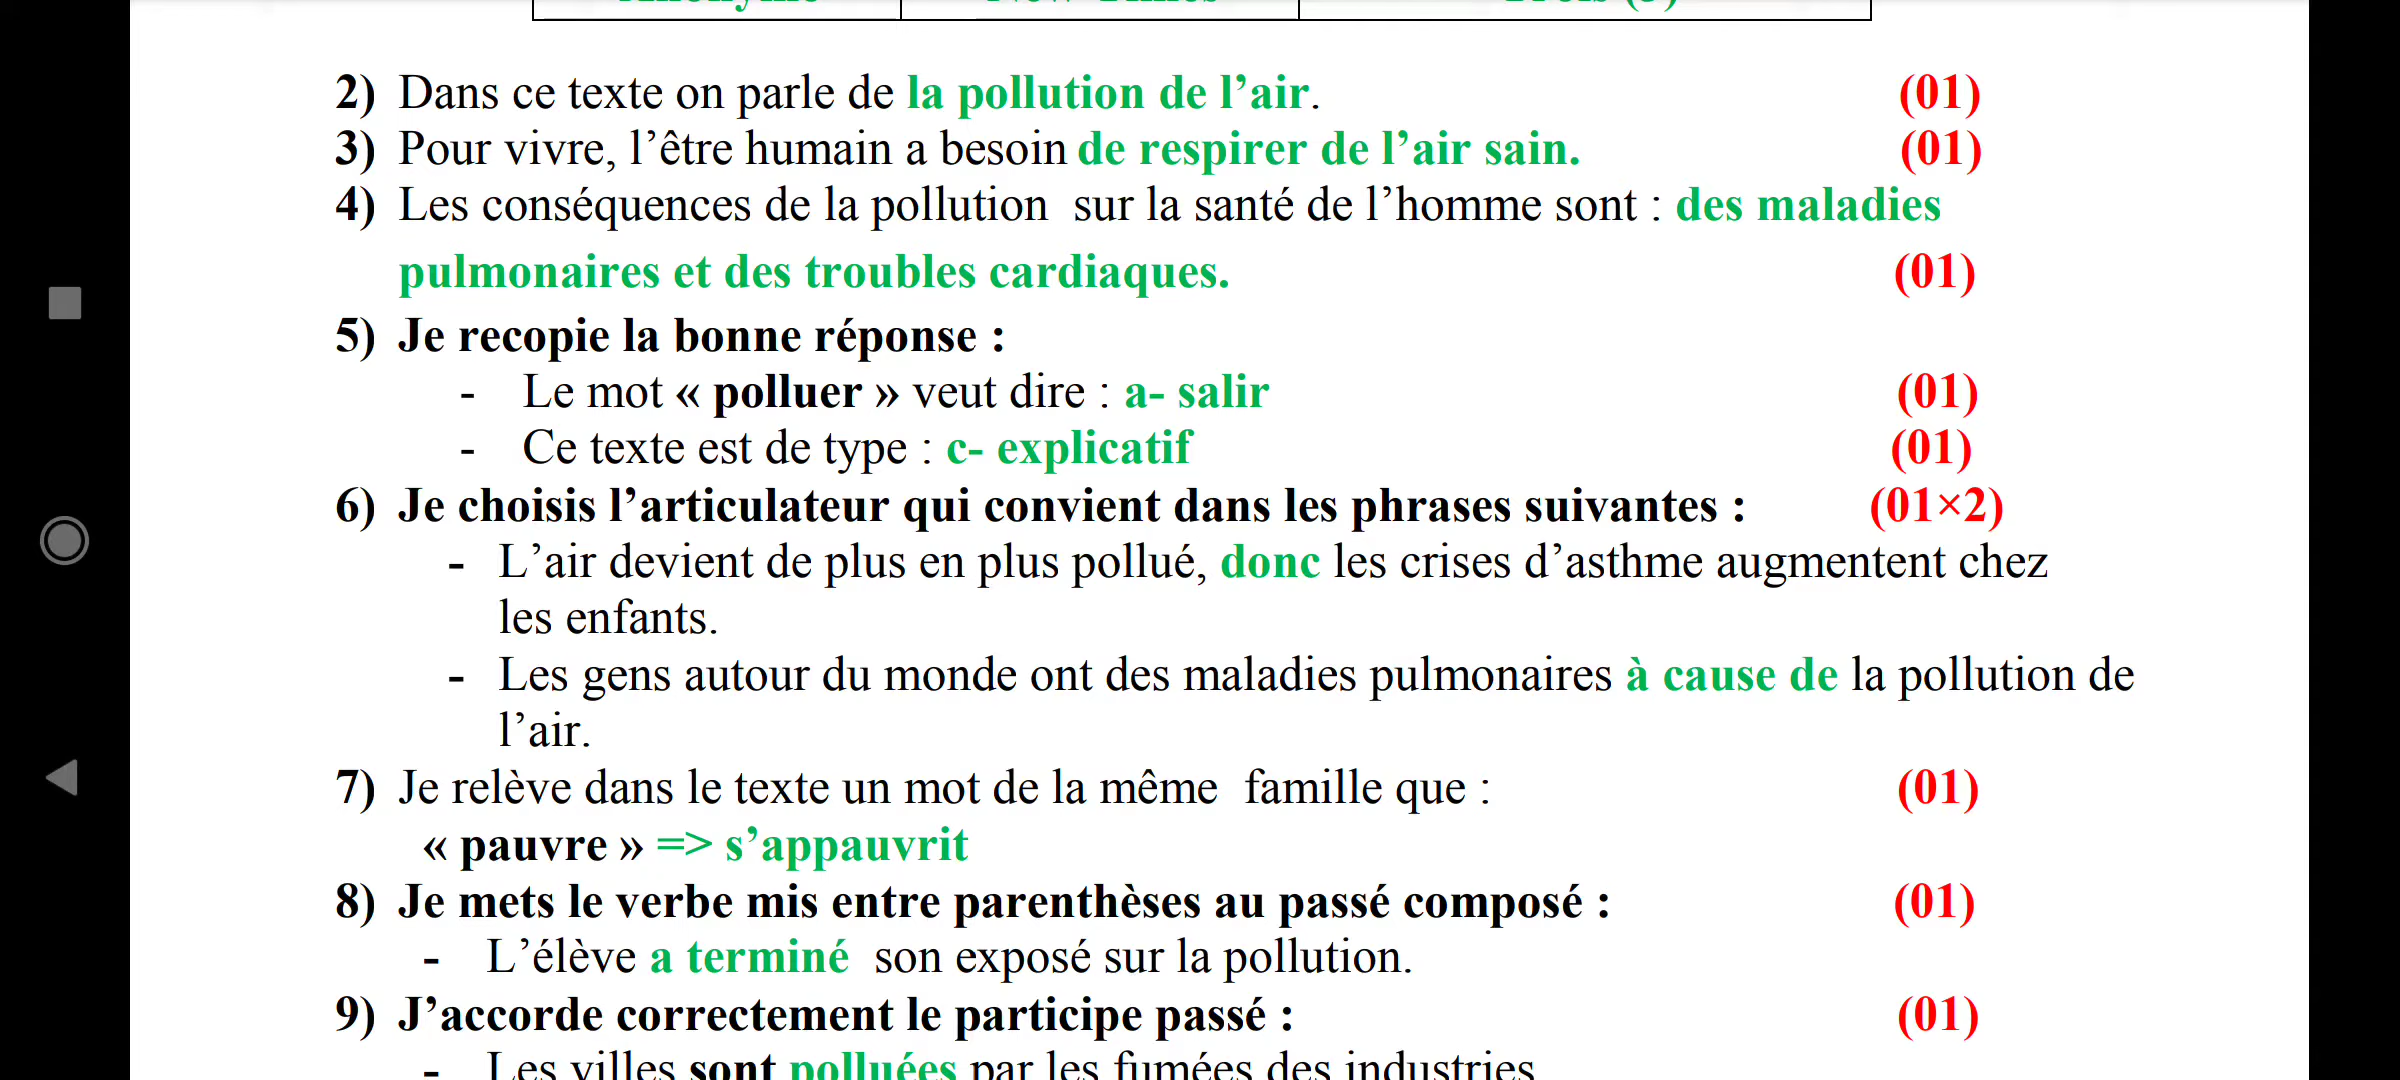 Anonyme New Times Trois (3)
2) Dans ce texte on parle de la pollution de l’air. (01)
3) Pour vivre, l’être humain a besoin de respirer de l’air sain. (01)
4) Les conséquences de la pollution sur la santé de l’homme sont : des maladies
pulmonaires et des troubles cardiaques. (01)
5) Je recopie la bonne réponse :
- Le mot « polluer » veut dire : a- salir (01)
- Ce texte est de type : c- explicatif (01)
6) Je choisis l’articulateur qui convient dans les phrases suivantes : (01×2)
- L’air devient de plus en plus pollué, donc les crises d’asthme augmentent chez
les enfants.
- Les gens autour du monde ont des maladies pulmonaires à cause de la pollution de
l’air.
7) Je relève dans le texte un mot de la même famille que : (01)
« pauvre » => s’appauvrit
8) Je mets le verbe mis entre parenthèses au passé composé : (01)
- L’élève a terminé son exposé sur la pollution.
9) J’accorde correctement le participe passé : (01)
- Les villes sont polluées par les fumées des industries